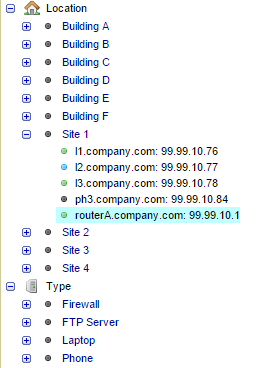 Location
Building A
Building B
Building C
Building D
Building E
Building F
Site 1
l1.company.com: 99.99.10.76
l2.company.com: 99.99.10.77
l3.company.com: 99.99.10.78
ph3.company.com: 99.99.10.84
routerA.company.com: 99.99.10.1
Site 2
Site 3
Site 4
Type
Firewall
FTP Server
Laptop
Phone